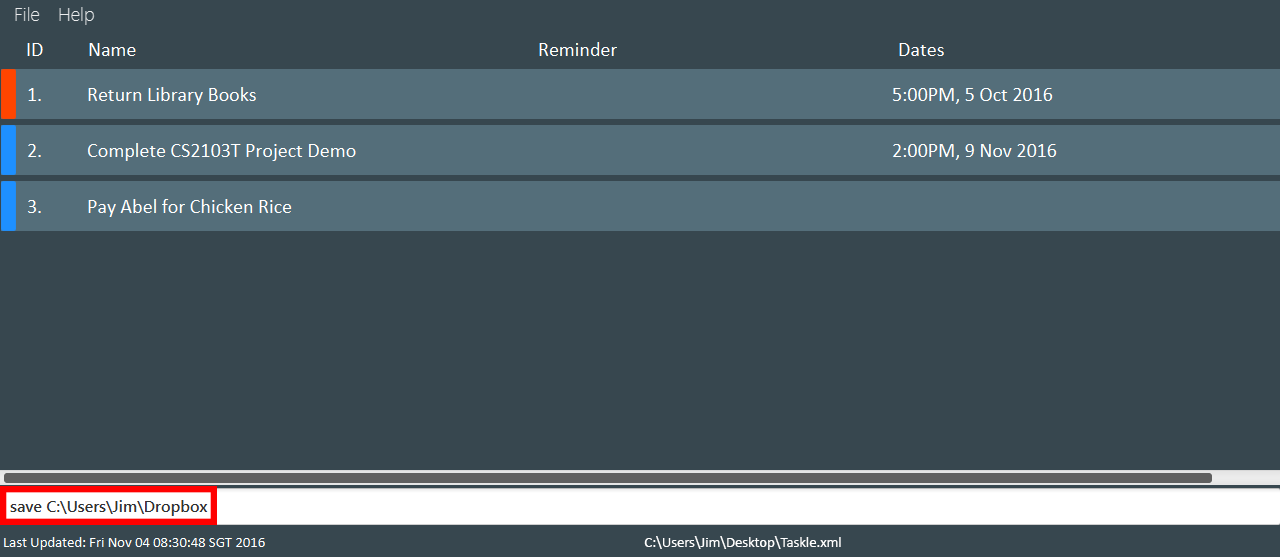 File Help
ID Name Reminder Dates
1. Return Library Books 5:00PM, 5 Oct 2016
2. Complete CS2103T Project Demo 2:00PM, 9 Nov 2016
3. Pay Abel for Chicken Rice
save C:\Users\Jim\Dropbox
Last Updated: Fri Nov 04 08:30:48 SGT 2016 C:\Users\Jim\Desktop\Taskle.xml